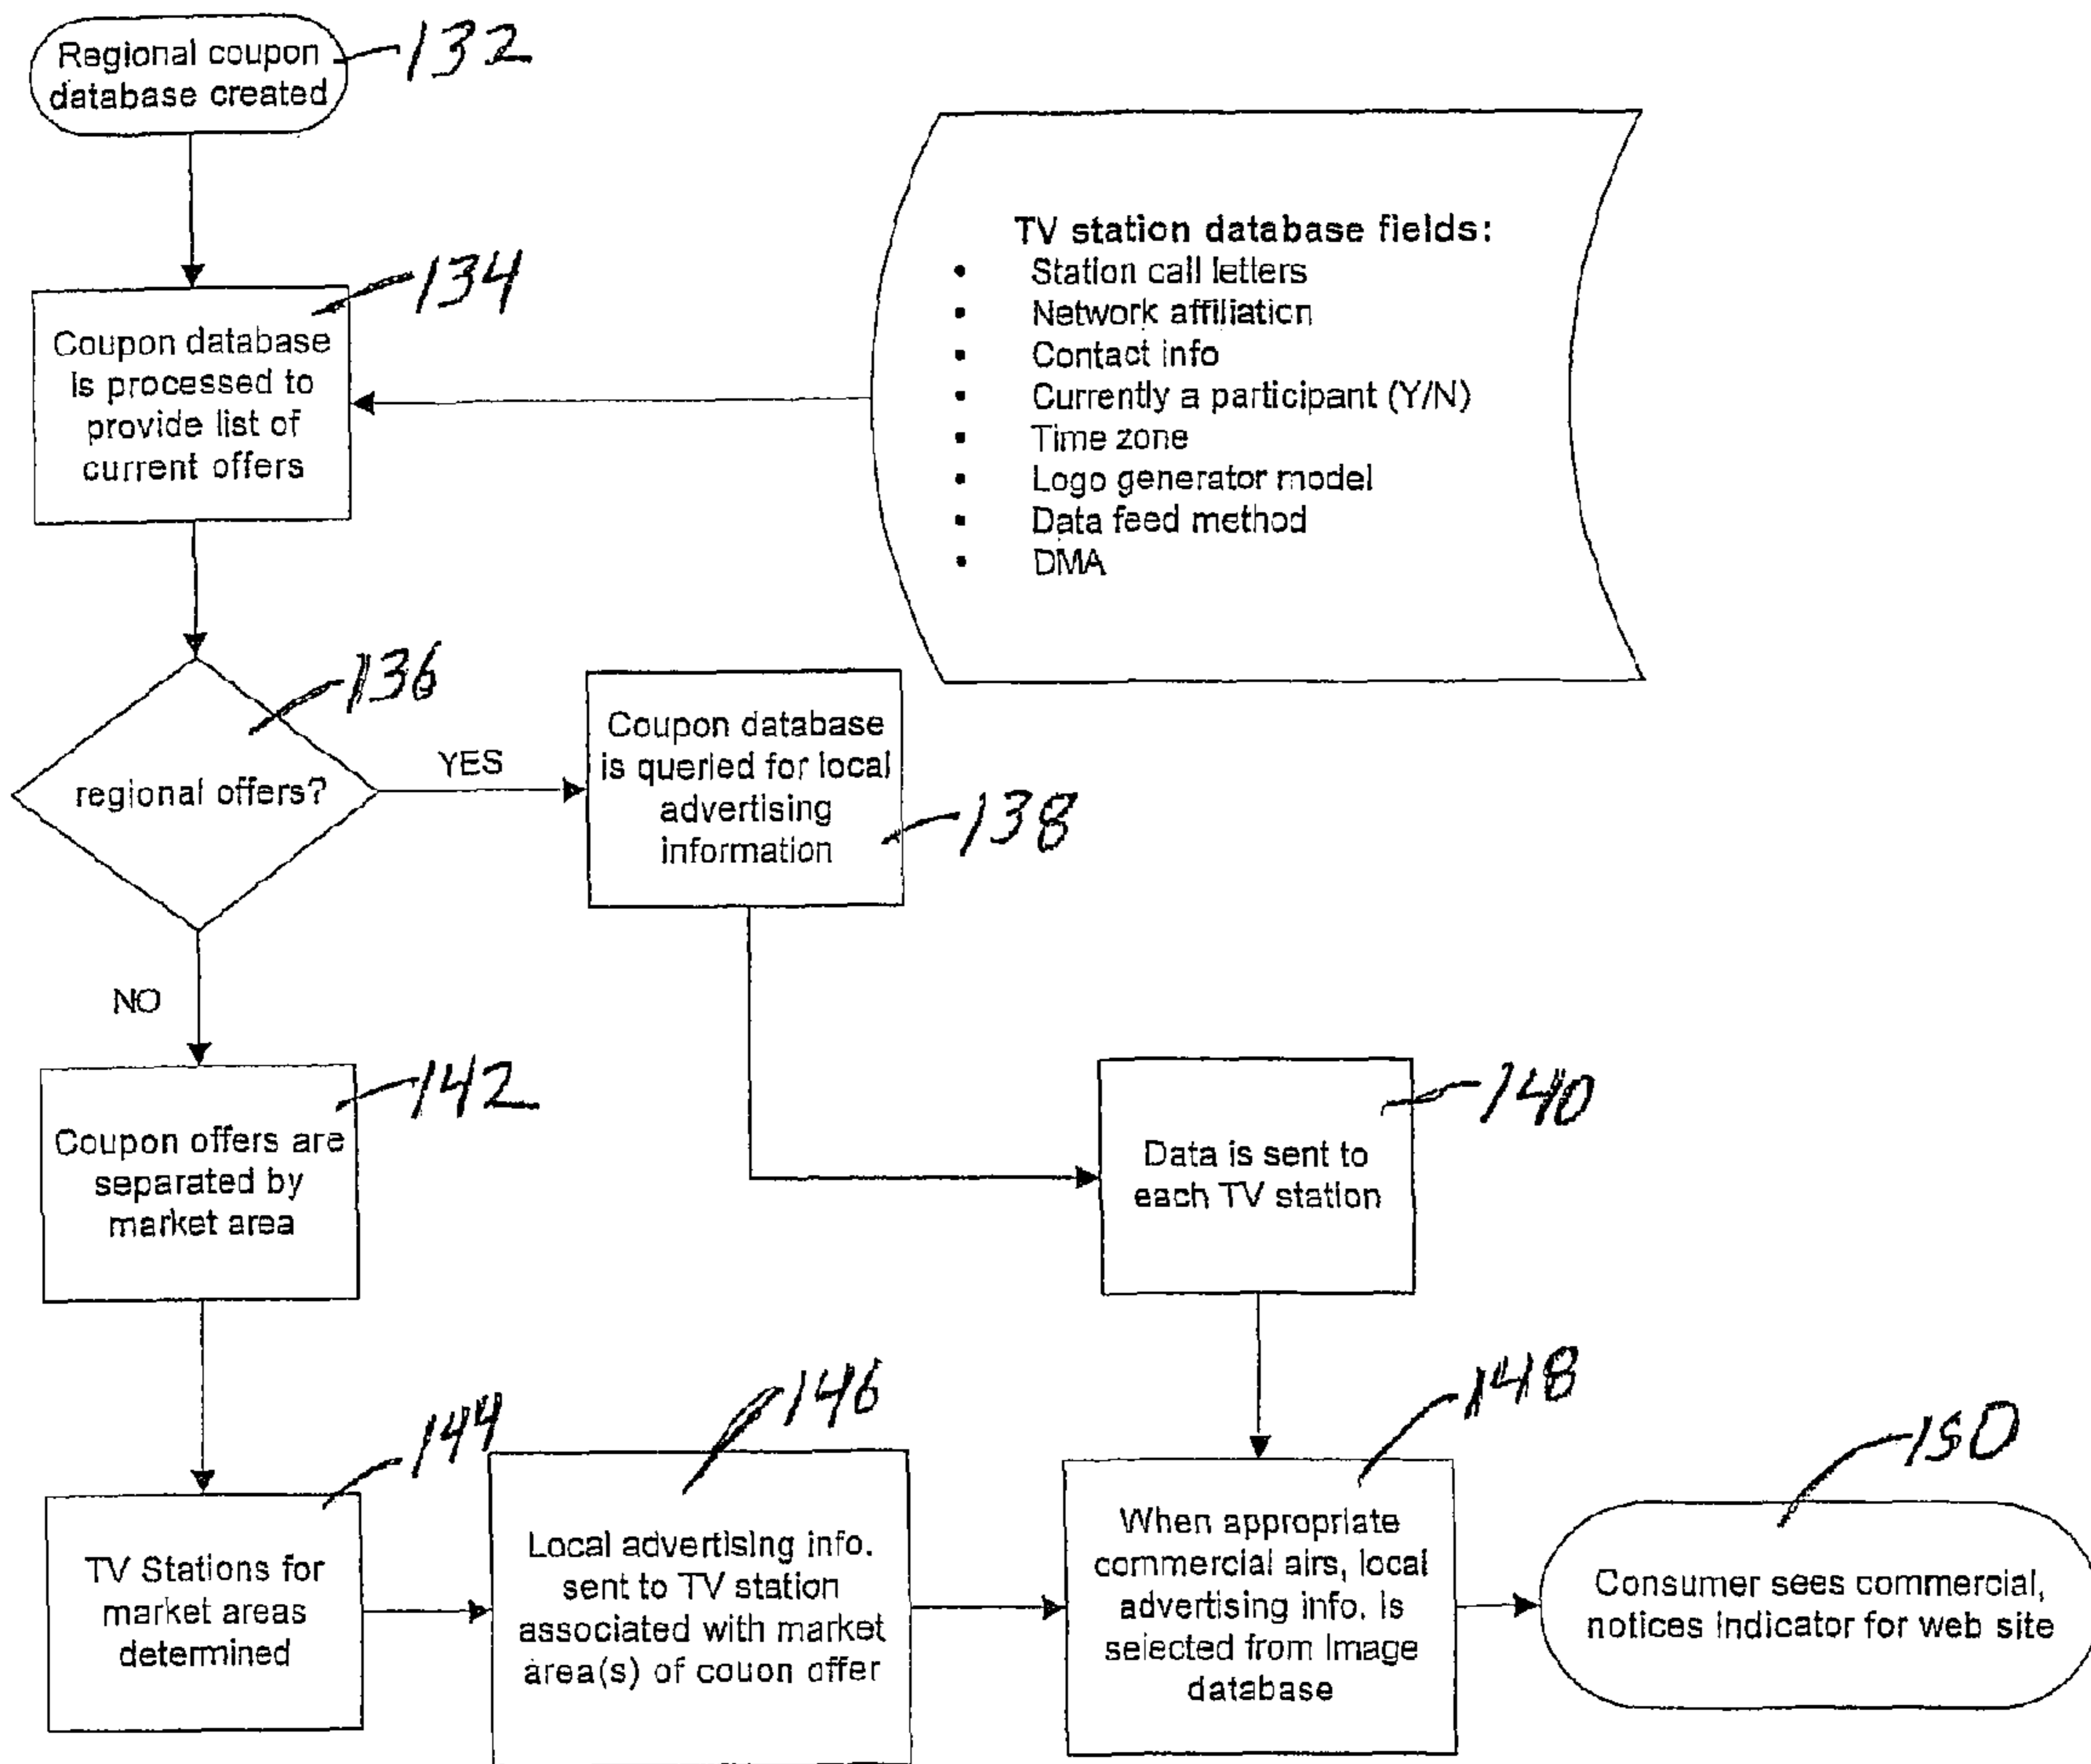 Regional coupon
database created
132
134
Coupon database
is processed to
provide list of
current offers
TV station database fields:
• Station call letters
• Network affiliation
• Contact info
• Currently a participant (Y/N)
• Time zone
• Logo generator model
• Data feed method
• DMA
136
regional offers?
YES
NO
Coupon database
is queried for local
advertising
information
138
142
Coupon offers are
separated by
market area
140
Data is sent to
each TV station
144
TV Stations for
market areas
determined
146
Local advertising info.
sent to TV station
associated with market
area(s) of couon offer
148
When appropriate
commercial airs, local
advertising info. is
selected from Image
database
150
Consumer sees commercial,
notices indicator for web site